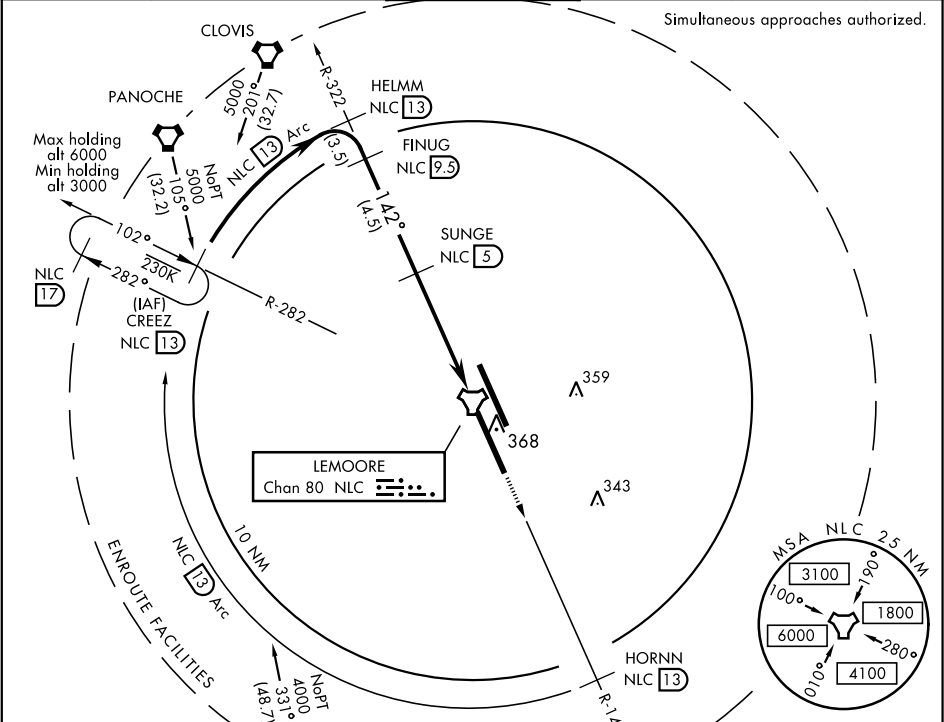 Simultaneous approaches authorized.
CLOVIS
5000
201°
(32.7)
R-322
HELMM
NLC 13
PANOCHE
(3.5)
FINUG
NLC 9.5
NLC 13 Arc
Max holding
alt 6000
Min holding
alt 3000
NoPT
5000
105°
(32.2)
142°
(4.5)
102°
230K
282°
SUNGE
NLC 5
NLC
17
(IAF)
CREEZ
NLC 13
R-282
359
368
LEMOORE
Chan 80 NLC
343
10 NM
NLC 13 Arc
ENROUTE FACILITIES
MSA NLC 25 NM
3100
190°
100°
1800
6000
280°
010°
4100
HORNN
NLC 13
NoPT
4000
331°
(48.7)
R-14